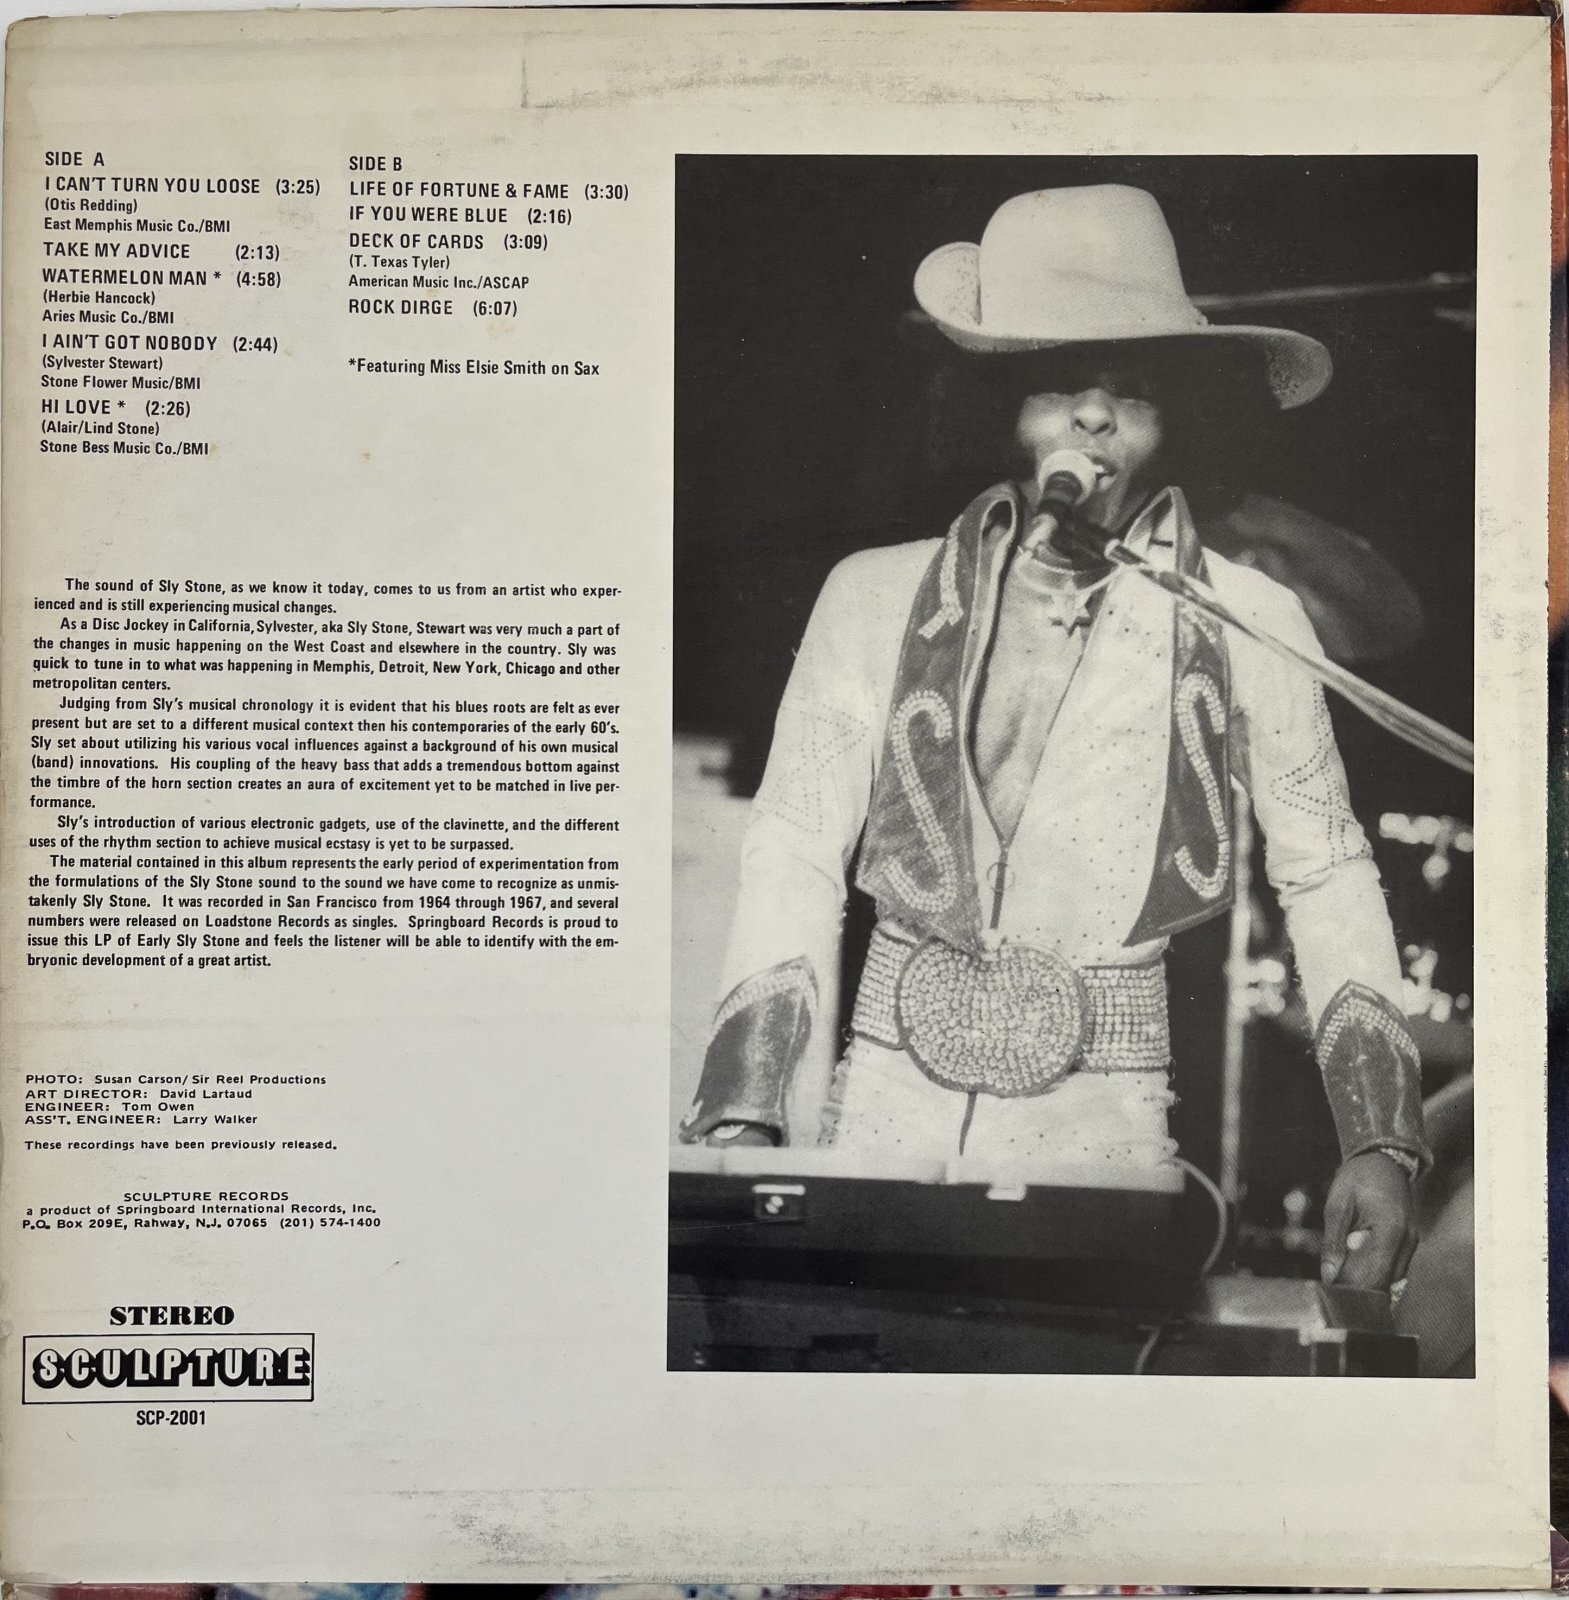 SIDE A
I CAN'T TURN YOU LOOSE (3:25)
(Otis Redding)
East Memphis Music Co./BMI
TAKE MY ADVICE (2:13)
WATERMELON MAN * (4:58)
(Herbie Hancock)
Aries Music Co./BMI
I AIN'T GOT NOBODY (2:44)
(Sylvester Stewart)
Stone Flower Music/BMI
HI LOVE * (2:26)
(Alair/Lind Stone)
Stone Bess Music Co./BMI
SIDE B
LIFE OF FORTUNE & FAME (3:30)
IF YOU WERE BLUE (2:16)
DECK OF CARDS (3:09)
(T. Texas Tyler)
American Music Inc./ASCAP
ROCK DIRGE (6:07)
*Featuring Miss Elsie Smith on Sax
The sound of Sly Stone, as we know it today, comes to us from an artist who exper-
ienced and is still experiencing musical changes.
As a Disc Jockey in California, Sylvester, aka Sly Stone, Stewart was very much a part of
the changes in music happening on the West Coast and elsewhere in the country. Sly was
quick to tune in to what was happening in Memphis, Detroit, New York, Chicago and other
metropolitan centers.
Judging from Sly's musical chronology it is evident that his blues roots are felt as ever
present but are set to a different musical context then his contemporaries of the early 60's.
Sly set about utilizing his various vocal influences against a background of his own musical
(band) innovations. His coupling of the heavy bass that adds a tremendous bottom against
the timbre of the horn section creates an aura of excitement yet to be matched in live per-
formance.
Sly's introduction of various electronic gadgets, use of the clavinette, and the different
uses of the rhythm section to achieve musical ecstasy is yet to be surpassed.
The material contained in this album represents the early period of experimentation from
the formulations of the Sly Stone sound to the sound we have come to recognize as unmis-
takenly Sly Stone. It was recorded in San Francisco from 1964 through 1967, and several
numbers were released on Loadstone Records as singles. Springboard Records is proud to
issue this LP of Early Sly Stone and feels the listener will be able to identify with the em-
bryonic development of a great artist.
PHOTO: Susan Carson/ Sir Reel Productions
ART DIRECTOR: David Lartaud
ENGINEER: Tom Owen
ASS'T. ENGINEER: Larry Walker
These recordings have been previously released.
SCULPTURE RECORDS
a product of Springboard International Records, Inc.
P.O. Box 209E, Rahway, N.J. 07065 (201) 574-1400
STEREO
SCULPTURE
SCP-2001
S S